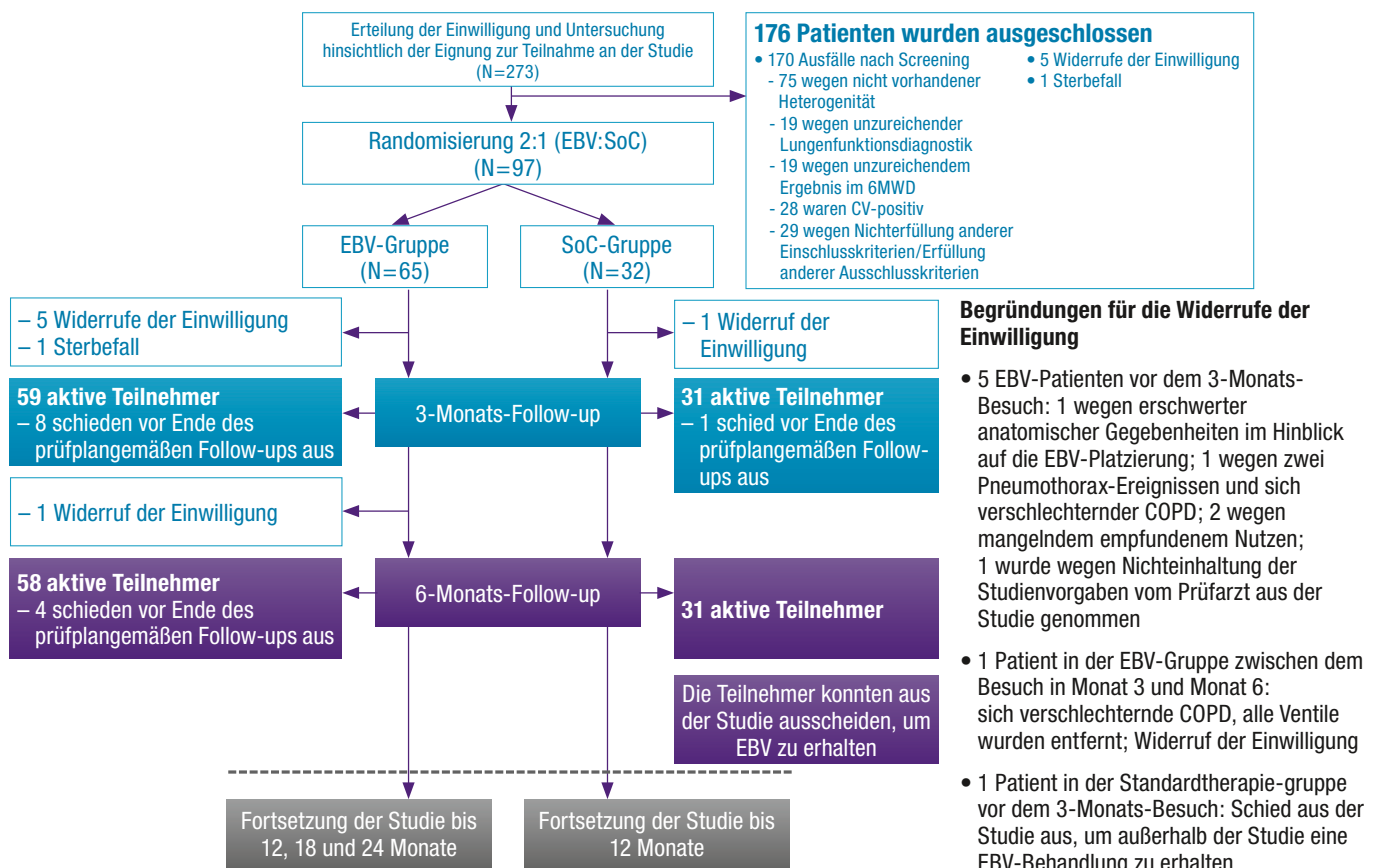 Erteilung der Einwilligung und Untersuchung
hinsichtlich der Eignung zur Teilnahme an der Studie
(N=273)
176 Patienten wurden ausgeschlossen
• 170 Ausfälle nach Screening
- 75 wegen nicht vorhandener
Heterogenität
- 19 wegen unzureichender
Lungenfunktionsdiagnostik
- 19 wegen unzureichendem
Ergebnis im 6MWD
- 28 waren CV-positiv
- 29 wegen Nichterfüllung anderer
Einschlusskriterien/Erfüllung
anderer Ausschlusskriterien
• 5 Widerrufe der Einwilligung
• 1 Sterbefall
Randomisierung 2:1 (EBV:SoC)
(N=97)
EBV-Gruppe
(N=65)
SoC-Gruppe
(N=32)
– 5 Widerrufe der Einwilligung
– 1 Sterbefall
– 1 Widerruf der
Einwilligung
59 aktive Teilnehmer
– 8 schieden vor Ende des
prüfplangemäßen Follow-ups aus
3-Monats-Follow-up
31 aktive Teilnehmer
– 1 schied vor Ende des
prüfplangemäßen Follow-
ups aus
– 1 Widerruf der Einwilligung
58 aktive Teilnehmer
– 4 schieden vor Ende des
prüfplangemäßen Follow-ups aus
6-Monats-Follow-up
31 aktive Teilnehmer
Die Teilnehmer konnten aus
der Studie ausscheiden, um
EBV zu erhalten
Fortsetzung der Studie bis
12, 18 und 24 Monate
Fortsetzung der Studie bis
12 Monate
Begründungen für die Widerrufe der
Einwilligung
• 5 EBV-Patienten vor dem 3-Monats-
Besuch: 1 wegen erschwerter
anatomischer Gegebenheiten im Hinblick
auf die EBV-Platzierung; 1 wegen zwei
Pneumothorax-Ereignissen und sich
verschlechternder COPD; 2 wegen
mangelndem empfundenem Nutzen;
1 wurde wegen Nichteinhaltung der
Studienvorgaben vom Prüfarzt aus der
Studie genommen
• 1 Patient in der EBV-Gruppe zwischen dem
Besuch in Monat 3 und Monat 6:
sich verschlechternde COPD, alle Ventile
wurden entfernt; Widerruf der Einwilligung
• 1 Patient in der Standardtherapie-gruppe
vor dem 3-Monats-Besuch: Schied aus der
Studie aus, um außerhalb der Studie eine
EBV-Behandlung zu erhalten